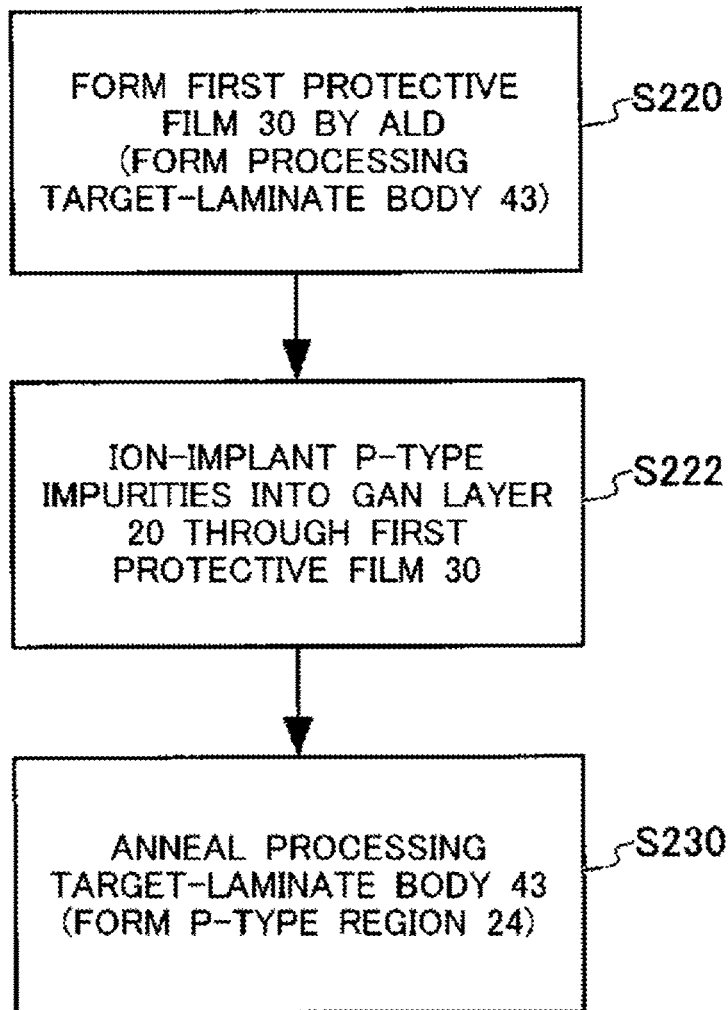 FORM FIRST PROTECTIVE
FILM 30 BY ALD
(FORM PROCESSING
TARGET-LAMINATE BODY 43)
S220
ION-IMPLANT P-TYPE
IMPURITIES INTO GAN LAYER
20 THROUGH FIRST
PROTECTIVE FILM 30
S222
ANNEAL PROCESSING
TARGET-LAMINATE BODY 43
(FORM P-TYPE REGION 24)
S230